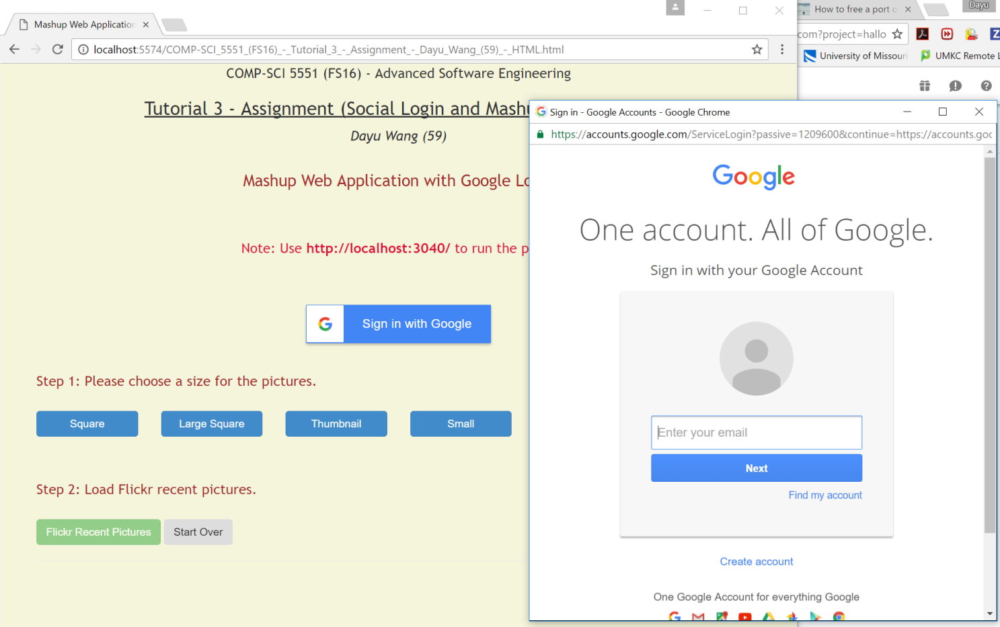 Mashup Web Application
localhost:5574/COMP-SCI_5551_(FS16)_-_Tutorial_3_-_Assignment_-_Dayu_Wang_(59)_-_HTML.html
COMP-SCI 5551 (FS16) - Advanced Software Engineering
Tutorial 3 - Assignment (Social Login and Mash
Dayu Wang (59)
Mashup Web Application with Google Lo
Note: Use http://localhost:3040/ to run the p
Sign in with Google
Step 1: Please choose a size for the pictures.
Square
Large Square
Thumbnail
Small
Step 2: Load Flickr recent pictures.
Flickr Recent Pictures
Start Over
How to free a port o
Dayu
com?project=hallo
University of Missouri
UMKC Remote L
Sign in - Google Accounts - Google Chrome
https://accounts.google.com/ServiceLogin?passive=1209600&continue=https://accounts.goc
Google
One account. All of Google.
Sign in with your Google Account
Enter your email
Next
Find my account
Create account
One Google Account for everything Google